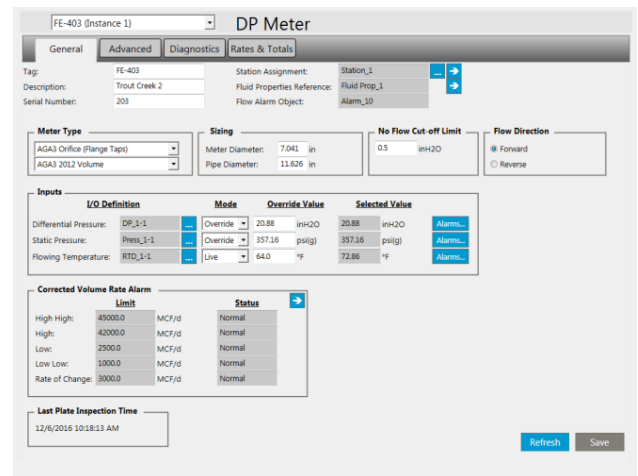 FE-403 (Instance 1) DP Meter
General Advanced Diagnostics Rates & Totals
Tag: FE-403 Station Assignment: Station_1 ...
Description: Trout Creek 2 Fluid Properties Reference: Fluid Prop_1
Serial Number: 203 Flow Alarm Object: Alarm_10
Meter Type Sizing No Flow Cut-off Limit Flow Direction
AGA3 Orifice (Flange Taps) Meter Diameter: 7.041 in 0.5 inH2O Forward
AGA3 2012 Volume Pipe Diameter: 11.626 in Reverse
Inputs
I/O Definition Mode Override Value Selected Value
Differential Pressure: DP_1-1 ... Override 20.88 inH2O 20.88 inH2O Alarms...
Static Pressure: Press_1-1 ... Override 357.16 psi(g) 357.16 psi(g) Alarms...
Flowing Temperature: RTD_1-1 ... Live 64.0 °F 72.86 °F Alarms...
Corrected Volume Rate Alarm
Limit Status
High High: 45000.0 MCF/d Normal
High: 42000.0 MCF/d Normal
Low: 2500.0 MCF/d Normal
Low Low: 1000.0 MCF/d Normal
Rate of Change: 3000.0 MCF/d Normal
Last Plate Inspection Time
12/6/2016 10:18:13 AM
Refresh Save